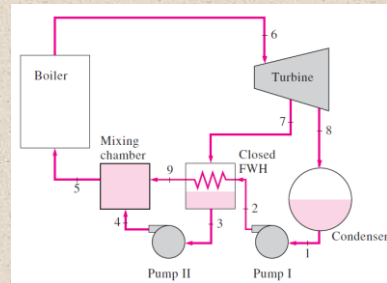 6
Boiler
Turbine
7
8
Mixing
chamber
Closed
FWH
9
5
2
4
3
Condenser
1
Pump II
Pump I